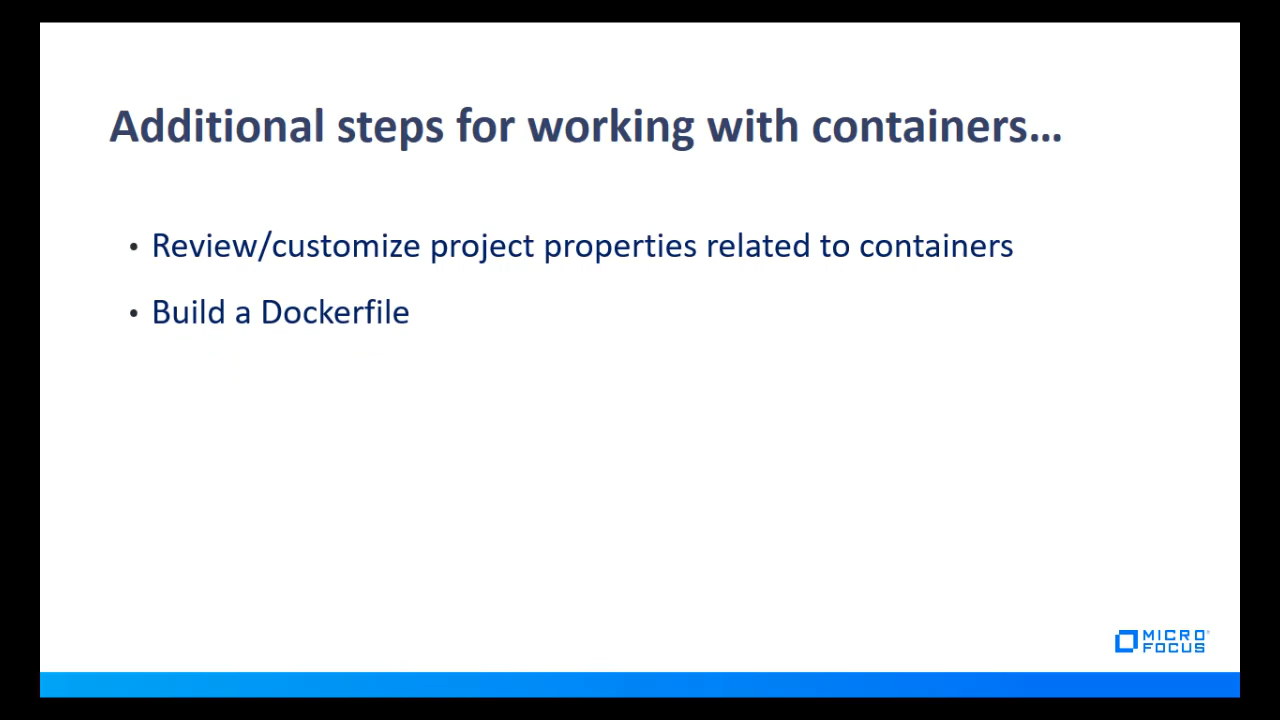 Additional steps for working with containers...
• Review/customize project properties related to containers
• Build a Dockerfile
MICRO
FOCUS